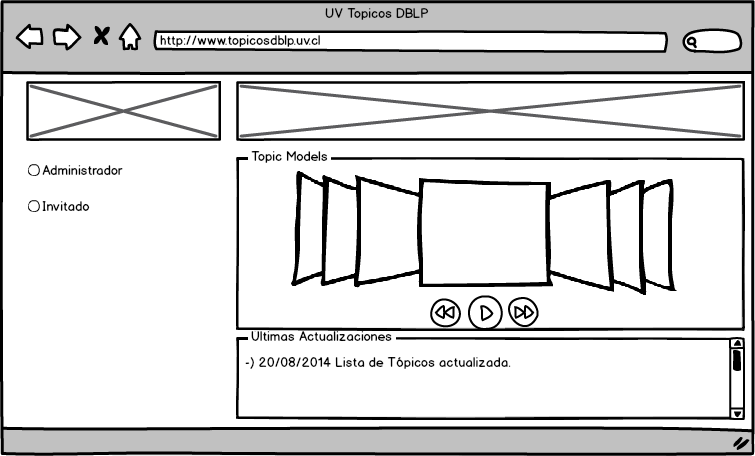 UV Topicos DBLP
http://www.topicosdblp.uv.cl
Administrador
Invitado
Topic Models
Ultimas Actualizaciones
-) 20/08/2014 Lista de Tópicos actualizada.